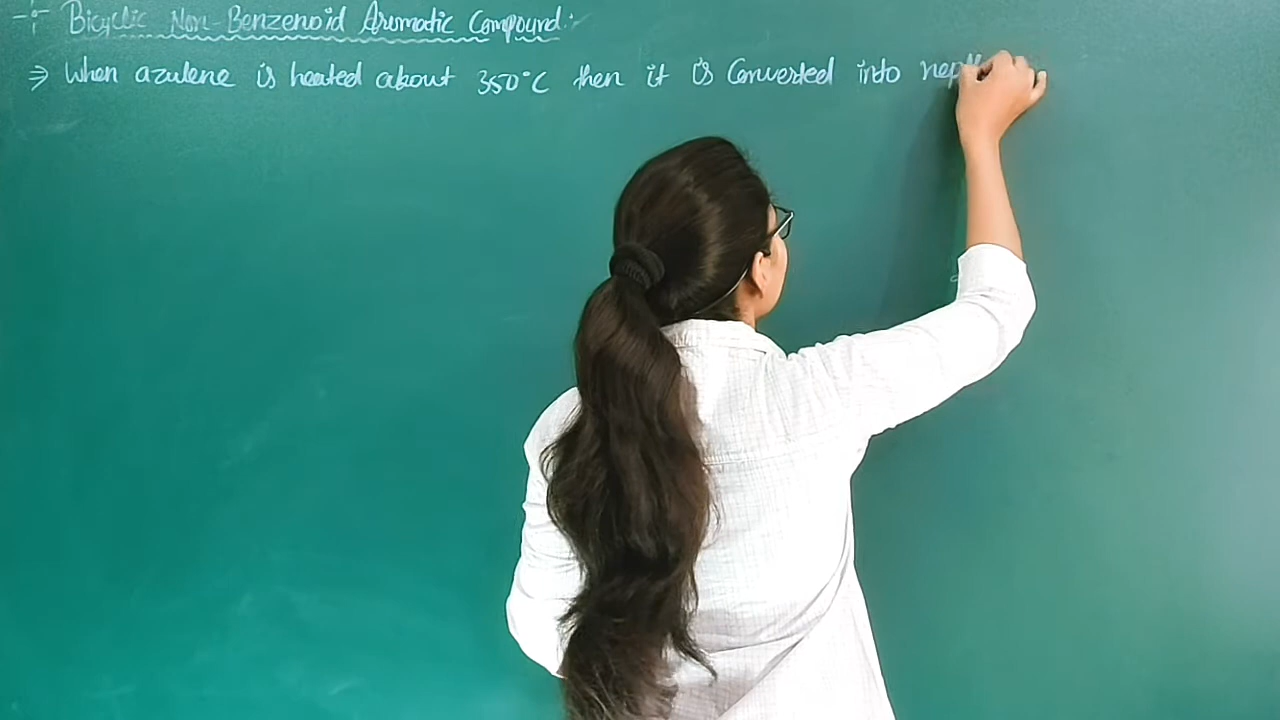 Bicyclic Non-Benzenoid Aromatic Compound:
⇒ When azulene is heated about 350°C then it is Converted into